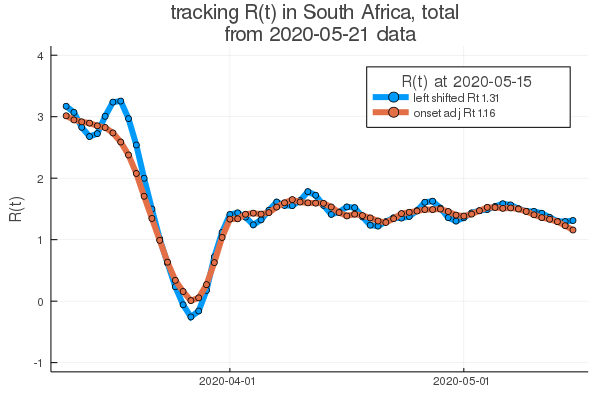 tracking R(t) in South Africa, total
from 2020-05-21 data
R(t) at 2020-05-15
left shifted Rt 1.31
onset adj Rt 1.16
R(t)
4
3
2
1
0
-1
2020-04-01
2020-05-01